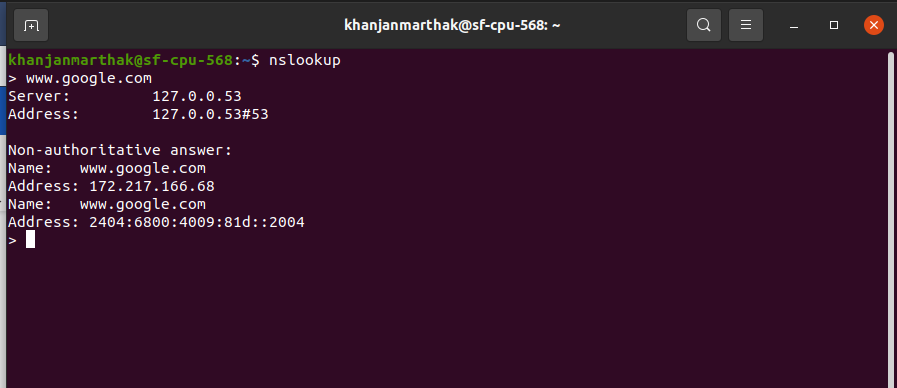 khanjanmarthak@sf-cpu-568: ~
khanjanmarthak@sf-cpu-568:~$ nslookup
> www.google.com
Server:         127.0.0.53
Address:        127.0.0.53#53

Non-authoritative answer:
Name:   www.google.com
Address: 172.217.166.68
Name:   www.google.com
Address: 2404:6800:4009:81d::2004
>